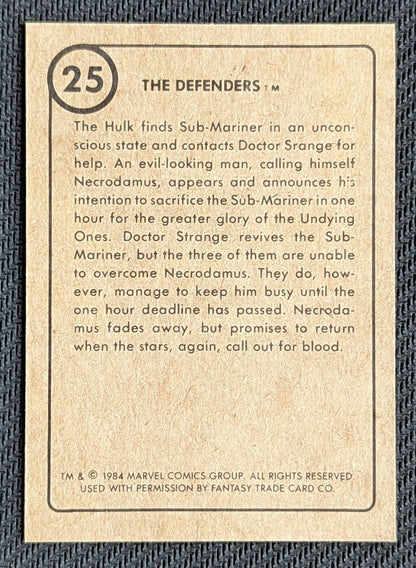 25
THE DEFENDERS TM
The Hulk finds Sub-Mariner in an uncon-
scious state and contacts Doctor Srange for
help. An evil-looking man, calling himself
Necrodamus, appears and announces his
intention to sacrifice the Sub-Mariner in one
hour for the greater glory of the Undying
Ones. Doctor Strange revives the Sub-
Mariner, but the three of them are unable
to overcome Necrodamus. They do, how-
ever, manage to keep him busy until the
one hour deadline has passed. Necroda-
mus fades away, but promises to return
when the stars, again, call out for blood.
TM & © 1984 MARVEL COMICS GROUP. ALL RIGHTS RESERVED
USED WITH PERMISSION BY FANTASY TRADE CARD CO.